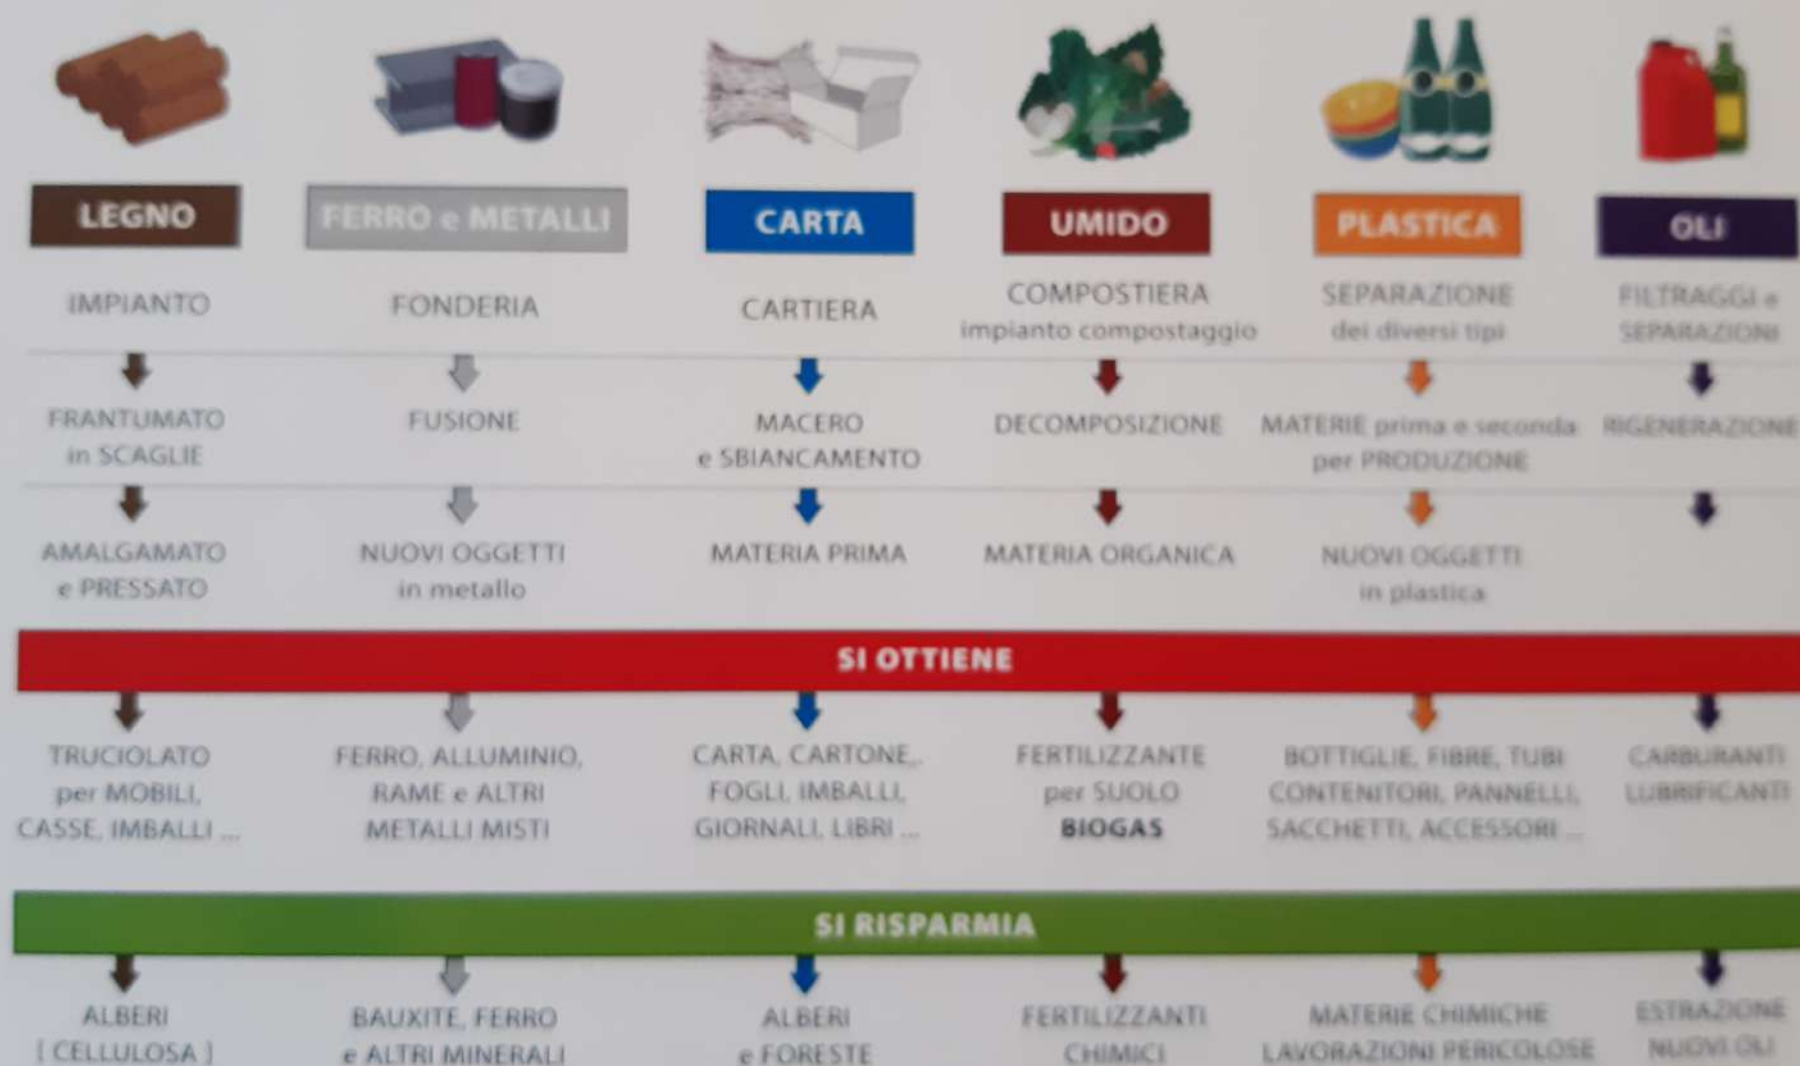 LEGNO
FERRO e METALLI
CARTA
UMIDO
PLASTICA
OLI
IMPIANTO
FONDERIA
CARTIERA
COMPOSTIERA
impianto compostaggio
SEPARAZIONE
dei diversi tipi
FILTRAGGI e
SEPARAZIONI
FRANTUMATO
in SCAGLIE
FUSIONE
MACERO
e SBIANCAMENTO
DECOMPOSIZIONE
MATERIE prima e seconda
per PRODUZIONE
RIGENERAZIONE
AMALGAMATO
e PRESSATO
NUOVI OGGETTI
in metallo
MATERIA PRIMA
MATERIA ORGANICA
NUOVI OGGETTI
in plastica
SI OTTIENE
TRUCIOLATO
per MOBILI,
CASSE, IMBALLI ...
FERRO, ALLUMINIO,
RAME e ALTRI
METALLI MISTI
CARTA, CARTONE,
FOGLI, IMBALLI,
GIORNALI, LIBRI ...
FERTILIZZANTE
per SUOLO
BIOGAS
BOTTIGLIE, FIBRE, TUBI
CONTENITORI, PANNELLI,
SACCHETTI, ACCESSORI ...
CARBURANTI
LUBRIFICANTI
SI RISPARMIA
ALBERI
[ CELLULOSA ]
BAUXITE, FERRO
e ALTRI MINERALI
ALBERI
e FORESTE
FERTILIZZANTI
CHIMICI
MATERIE CHIMICHE
LAVORAZIONI PERICOLOSE
ESTRAZIONE
NUOVI OLI